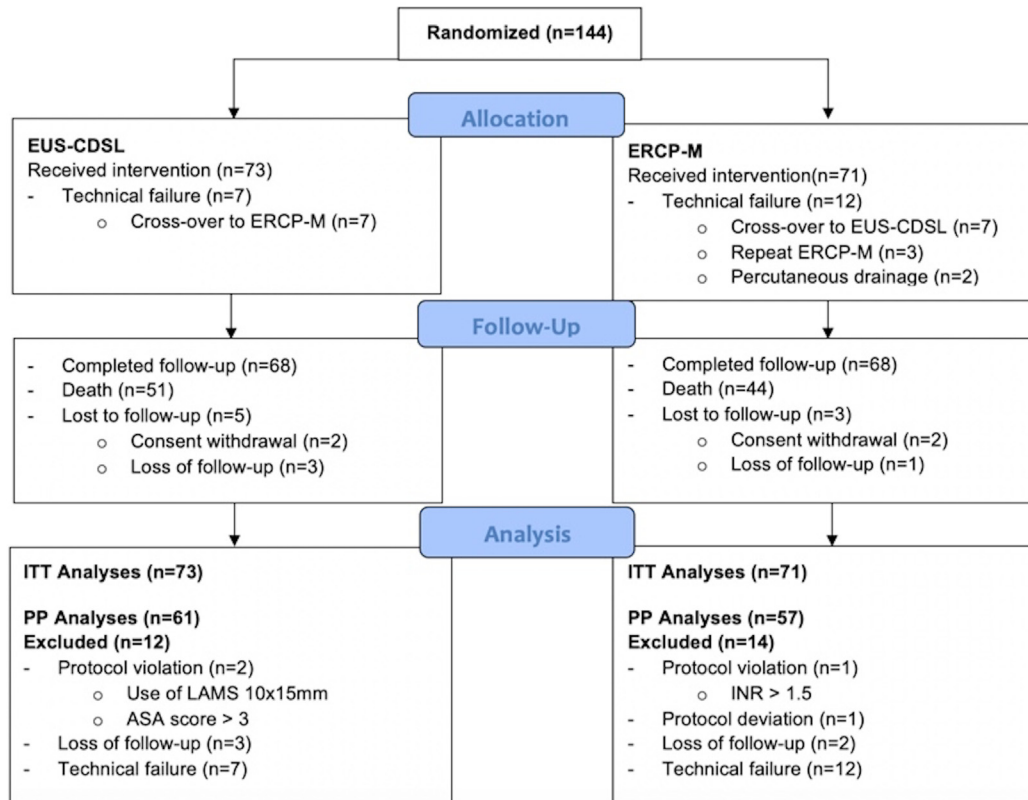 Randomized (n=144)
Allocation
EUS-CDSL
Received intervention (n=73)
- Technical failure (n=7)
o Cross-over to ERCP-M (n=7)
ERCP-M
Received intervention(n=71)
- Technical failure (n=12)
o Cross-over to EUS-CDSL (n=7)
o Repeat ERCP-M (n=3)
o Percutaneous drainage (n=2)
Follow-Up
- Completed follow-up (n=68)
- Death (n=51)
- Lost to follow-up (n=5)
o Consent withdrawal (n=2)
o Loss of follow-up (n=3)
- Completed follow-up (n=68)
- Death (n=44)
- Lost to follow-up (n=3)
o Consent withdrawal (n=2)
o Loss of follow-up (n=1)
Analysis
ITT Analyses (n=73)
PP Analyses (n=61)
Excluded (n=12)
- Protocol violation (n=2)
o Use of LAMS 10x15mm
o ASA score > 3
- Loss of follow-up (n=3)
- Technical failure (n=7)
ITT Analyses (n=71)
PP Analyses (n=57)
Excluded (n=14)
- Protocol violation (n=1)
o INR > 1.5
- Protocol deviation (n=1)
- Loss of follow-up (n=2)
- Technical failure (n=12)